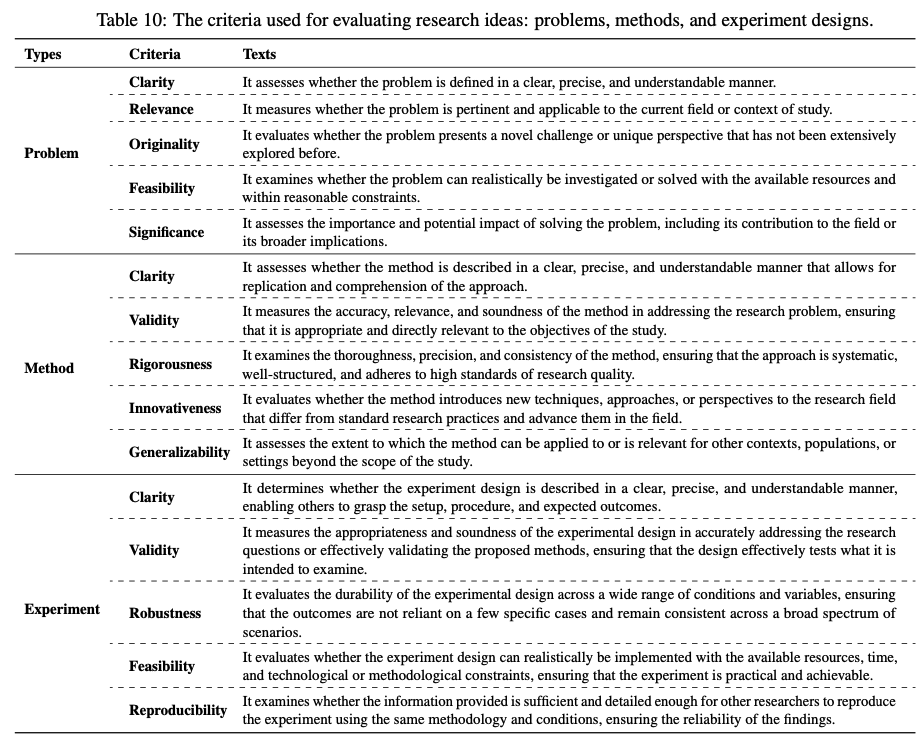 Table 10: The criteria used for evaluating research ideas: problems, methods, and experiment designs.
Types Criteria Texts
Clarity It assesses whether the problem is defined in a clear, precise, and understandable manner.
Relevance It measures whether the problem is pertinent and applicable to the current field or context of study.
Problem
Originality It evaluates whether the problem presents a novel challenge or unique perspective that has not been extensively
explored before.
Feasibility It examines whether the problem can realistically be investigated or solved with the available resources and
within reasonable constraints.
Significance It assesses the importance and potential impact of solving the problem, including its contribution to the field or
its broader implications.
Clarity It assesses whether the method is described in a clear, precise, and understandable manner that allows for
replication and comprehension of the approach.
Validity It measures the accuracy, relevance, and soundness of the method in addressing the research problem, ensuring
that it is appropriate and directly relevant to the objectives of the study.
Method
Rigorousness It examines the thoroughness, precision, and consistency of the method, ensuring that the approach is systematic,
well-structured, and adheres to high standards of research quality.
Innovativeness It evaluates whether the method introduces new techniques, approaches, or perspectives to the research field
that differ from standard research practices and advance them in the field.
Generalizability It assesses the extent to which the method can be applied to or is relevant for other contexts, populations, or
settings beyond the scope of the study.
Clarity It determines whether the experiment design is described in a clear, precise, and understandable manner,
enabling others to grasp the setup, procedure, and expected outcomes.
Validity It measures the appropriateness and soundness of the experimental design in accurately addressing the research
questions or effectively validating the proposed methods, ensuring that the design effectively tests what it is
intended to examine.
Experiment
Robustness It evaluates the durability of the experimental design across a wide range of conditions and variables, ensuring
that the outcomes are not reliant on a few specific cases and remain consistent across a broad spectrum of
scenarios.
Feasibility It evaluates whether the experiment design can realistically be implemented with the available resources, time,
and technological or methodological constraints, ensuring that the experiment is practical and achievable.
Reproducibility It examines whether the information provided is sufficient and detailed enough for other researchers to reproduce
the experiment using the same methodology and conditions, ensuring the reliability of the findings.